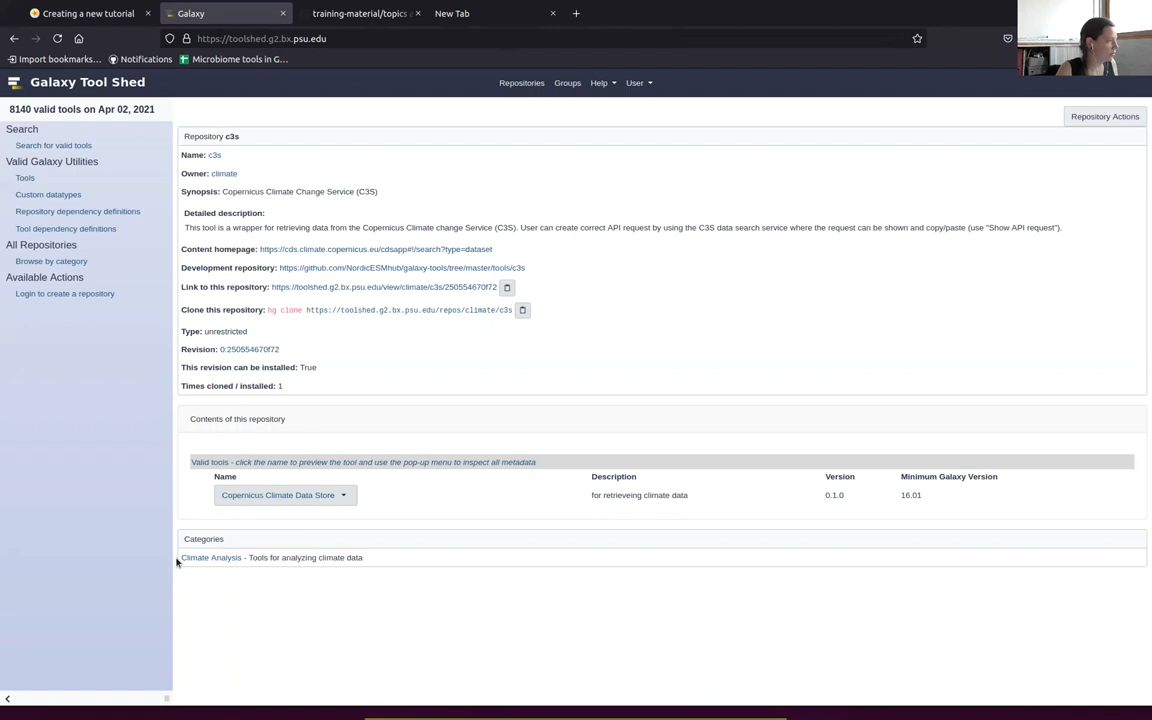 Creating a new tutorial
Galaxy
training-material/topics
New Tab
https://toolshed.g2.bx.psu.edu
Import bookmarks...
Notifications
Microbiome tools in G...
Galaxy Tool Shed
Repositories
Groups
Help
User
8140 valid tools on Apr 02, 2021
Search
Search for valid tools
Valid Galaxy Utilities
Tools
Custom datatypes
Repository dependency definitions
Tool dependency definitions
All Repositories
Browse by category
Available Actions
Login to create a repository
Repository Actions
Repository c3s
Name: c3s
Owner: climate
Synopsis: Copernicus Climate Change Service (C3S)
Detailed description:
This tool is a wrapper for retrieving data from the Copernicus Climate change Service (C3S). User can create correct API request by using the C3S data search service where the request can be shown and copy/paste (use "Show API request").
Content homepage: https://cds.climate.copernicus.eu/cdsapp#!/search?type=dataset
Development repository: https://github.com/NordicESMhub/galaxy-tools/tree/master/tools/c3s
Link to this repository: https://toolshed.g2.bx.psu.edu/view/climate/c3s/250554670f72
Clone this repository: hg clone https://toolshed.g2.bx.psu.edu/repos/climate/c3s
Type: unrestricted
Revision: 0:250554670f72
This revision can be installed: True
Times cloned / installed: 1
Contents of this repository
Valid tools - click the name to preview the tool and use the pop-up menu to inspect all metadata
Name Description Version Minimum Galaxy Version
Copernicus Climate Data Store for retrieveing climate data 0.1.0 16.01
Categories
Climate Analysis - Tools for analyzing climate data